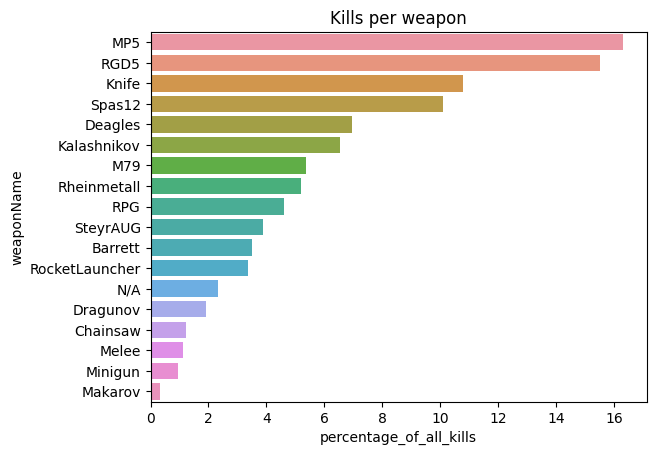 Kills per weapon
weaponName
MP5
RGD5
Knife
Spas12
Deagles
Kalashnikov
M79
Rheinmetall
RPG
SteyrAUG
Barrett
RocketLauncher
N/A
Dragunov
Chainsaw
Melee
Minigun
Makarov
0 2 4 6 8 10 12 14 16
percentage_of_all_kills